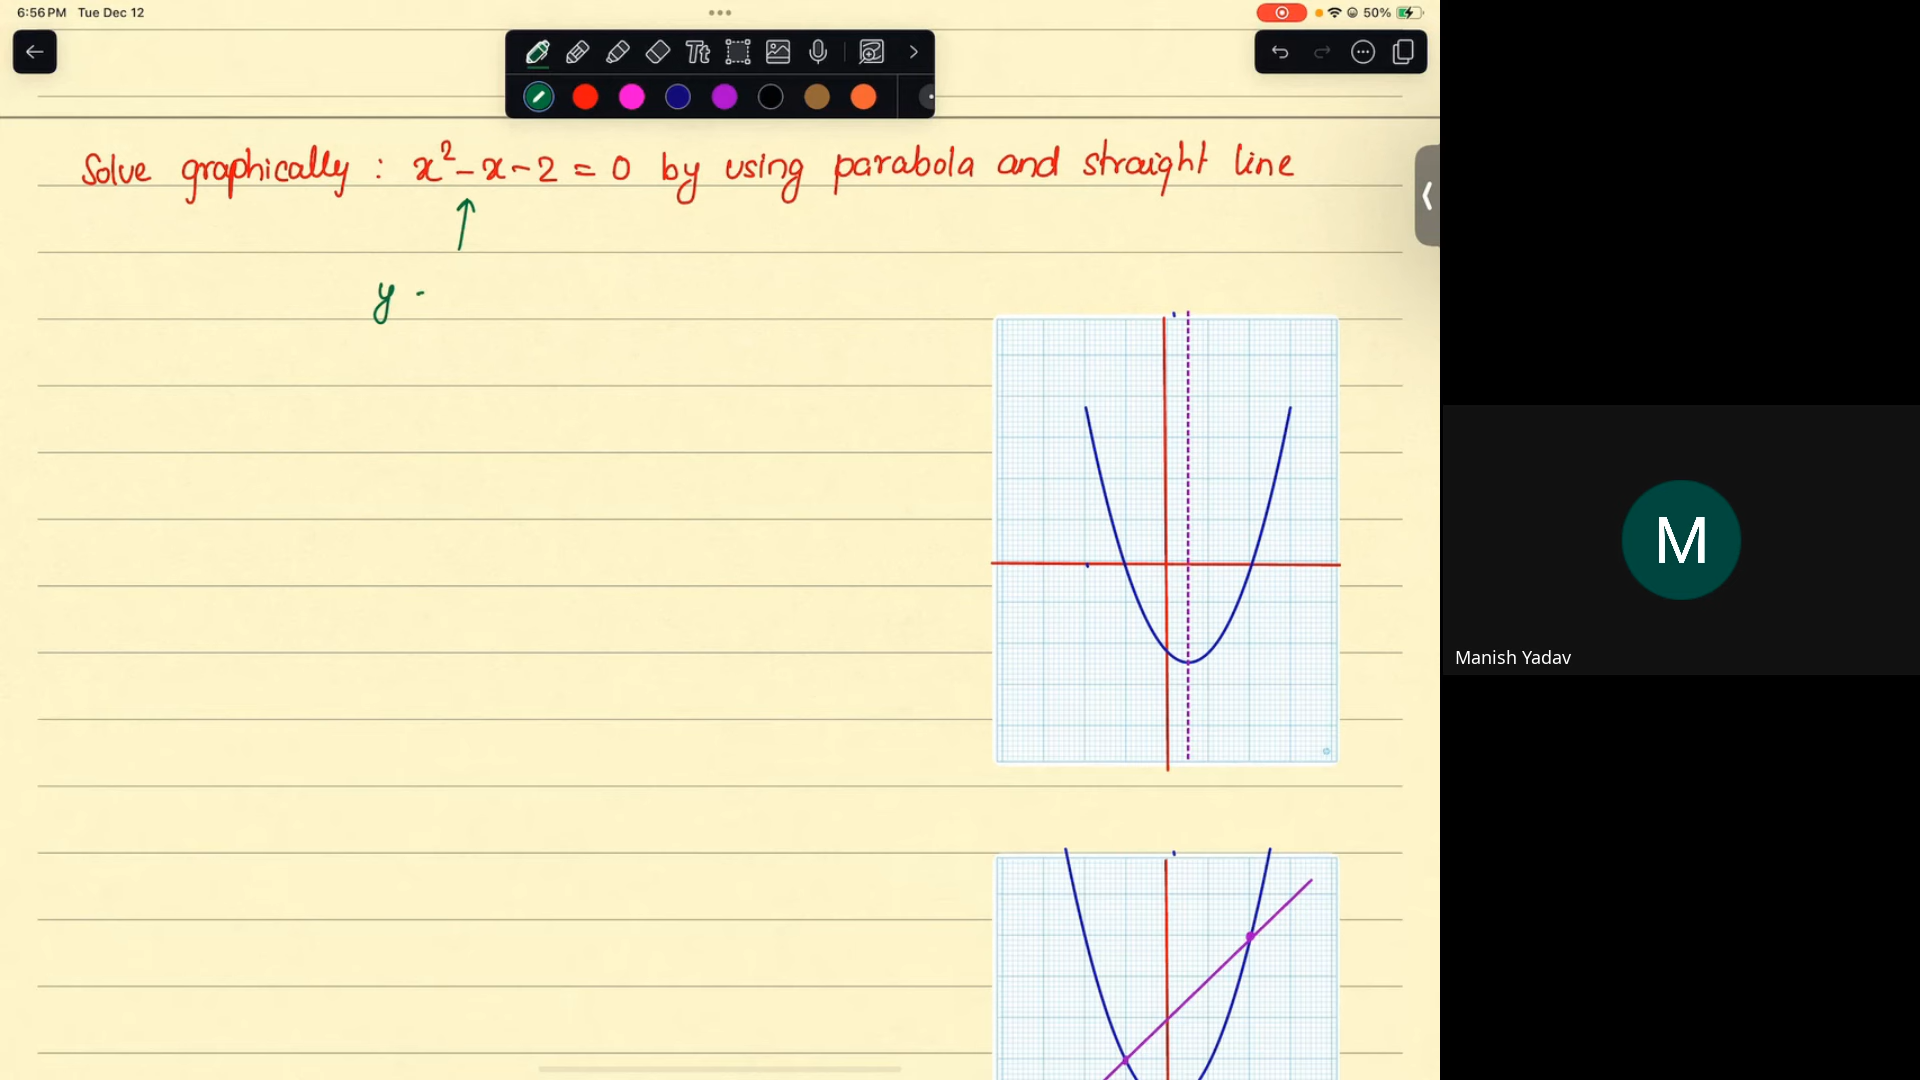 6:56 PM Tue Dec 12
50%
Tt
Solve graphically : x² - x - 2 = 0 by using parabola and straight line
y -
M
Manish Yadav